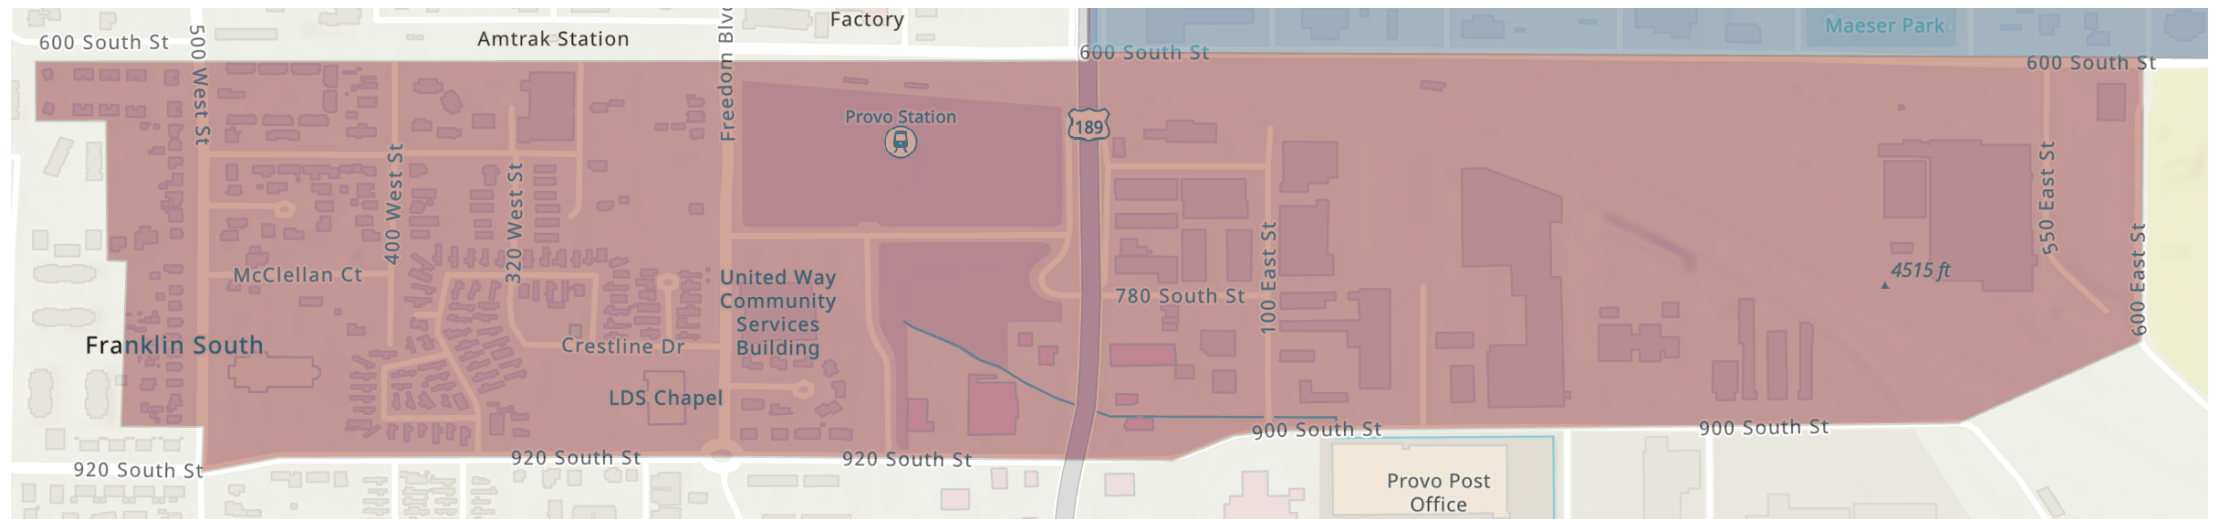 Factory
Maeser Park
600 South St
Amtrak Station
600 South St
600 South St
500 West St
Freedom Blvd
Provo Station
189
400 West St
320 West St
550 East St
100 East St
600 East St
McClellan Ct
United Way
Community
Services
Building
780 South St
4515 ft
Franklin South
Crestline Dr
LDS Chapel
900 South St
900 South St
920 South St
920 South St
920 South St
Provo Post
Office